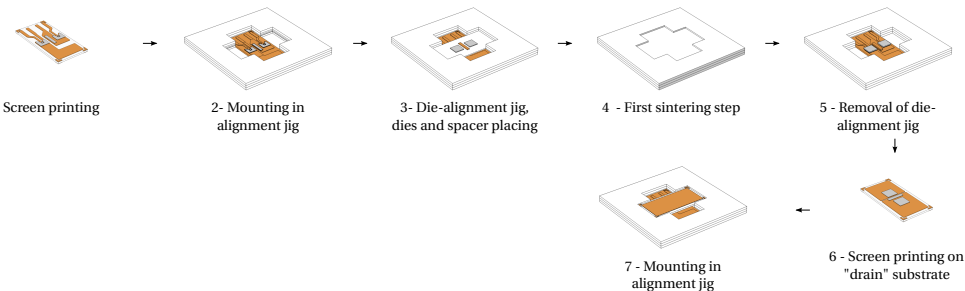 Screen printing
2- Mounting in
alignment jig
3- Die-alignment jig,
dies and spacer placing
4 - First sintering step
5 - Removal of die-
alignment jig
6 - Screen printing on
"drain" substrate
7 - Mounting in
alignment jig